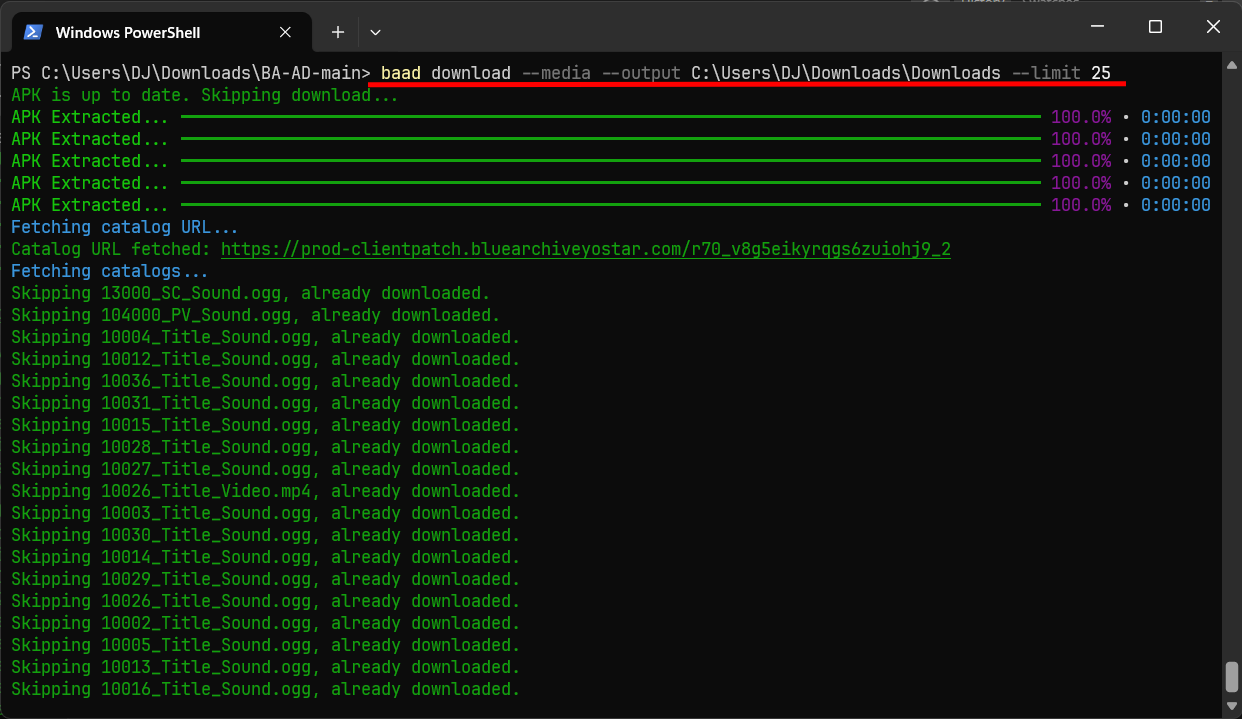 Windows PowerShell
PS C:\Users\DJ\Downloads\BA-AD-main> baad download --media --output C:\Users\DJ\Downloads\Downloads --limit 25
APK is up to date. Skipping download...
APK Extracted... 100.0% • 0:00:00
APK Extracted... 100.0% • 0:00:00
APK Extracted... 100.0% • 0:00:00
APK Extracted... 100.0% • 0:00:00
APK Extracted... 100.0% • 0:00:00
Fetching catalog URL...
Catalog URL fetched: https://prod-clientpatch.bluearchiveyostar.com/r70_v8g5eikyrqgs6zuiohj9_2
Fetching catalogs...
Skipping 13000_SC_Sound.ogg, already downloaded.
Skipping 104000_PV_Sound.ogg, already downloaded.
Skipping 10004_Title_Sound.ogg, already downloaded.
Skipping 10012_Title_Sound.ogg, already downloaded.
Skipping 10036_Title_Sound.ogg, already downloaded.
Skipping 10031_Title_Sound.ogg, already downloaded.
Skipping 10015_Title_Sound.ogg, already downloaded.
Skipping 10028_Title_Sound.ogg, already downloaded.
Skipping 10027_Title_Sound.ogg, already downloaded.
Skipping 10026_Title_Video.mp4, already downloaded.
Skipping 10003_Title_Sound.ogg, already downloaded.
Skipping 10030_Title_Sound.ogg, already downloaded.
Skipping 10014_Title_Sound.ogg, already downloaded.
Skipping 10029_Title_Sound.ogg, already downloaded.
Skipping 10026_Title_Sound.ogg, already downloaded.
Skipping 10002_Title_Sound.ogg, already downloaded.
Skipping 10005_Title_Sound.ogg, already downloaded.
Skipping 10013_Title_Sound.ogg, already downloaded.
Skipping 10016_Title_Sound.ogg, already downloaded.